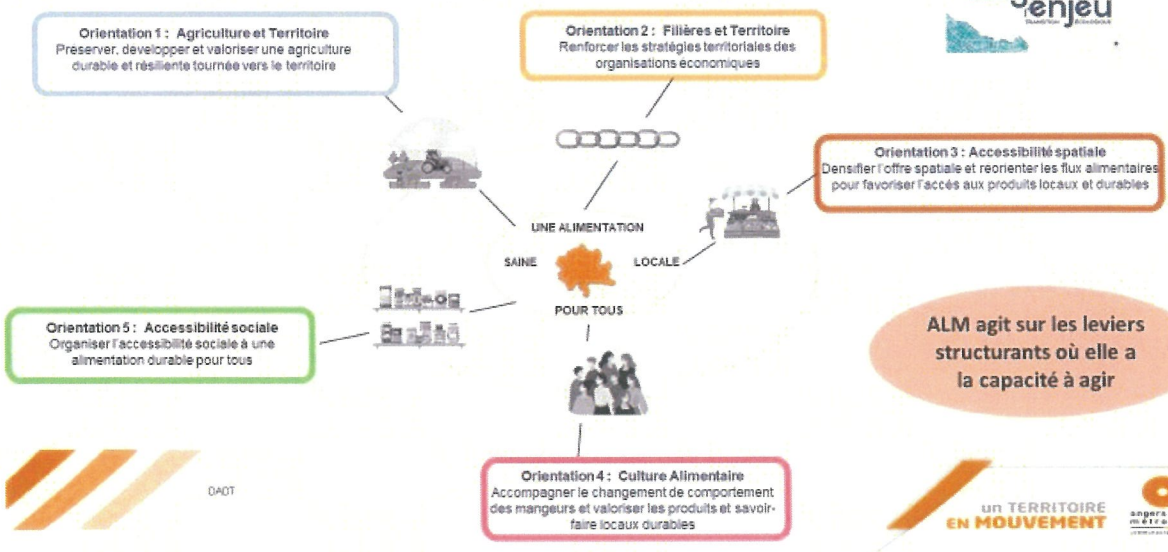 enjeu
Orientation 1 : Agriculture et Territoire
Préserver, developper et valoriser une agriculture
durable et résiliente tournée vers le territoire
Orientation 2 : Filières et Territoire
Renforcer les stratégies territoriales des
organisations économiques
Orientation 3 : Accessibilité spatiale
Densifier l'offre spatiale et reorienter les flux alimentaires
pour favoriser l'accès aux produits locaux et durables
UNE ALIMENTATION
SAINE
LOCALE
POUR TOUS
Orientation 5 : Accessibilité sociale
Organiser l'accessibilité sociale à une
alimentation durable pour tous
ALM agit sur les leviers
structurants où elle a
la capacité à agir
Orientation 4 : Culture Alimentaire
Accompagner le changement de comportement
des mangeurs et valoriser les produits et savoir-
faire locaux durables
DADT
un TERRITOIRE
EN MOUVEMENT
angers